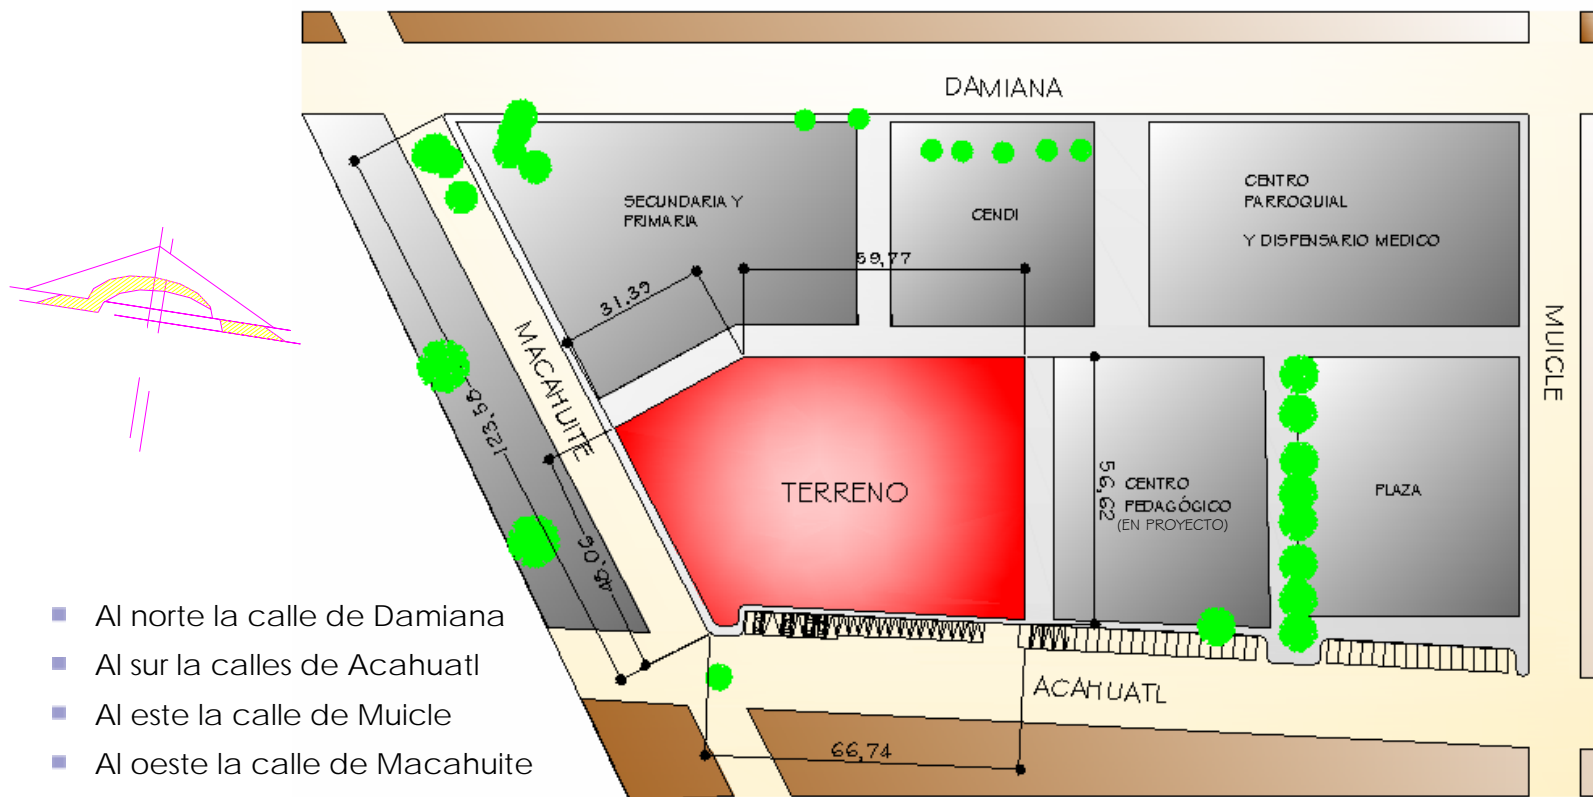 DAMIANA
SECUNDARIA Y
PRIMARIA
CENDI
CENTRO
PARROQUIAL
Y DISPENSARIO MEDICO
59,77
31,39
MACAHUITE
MUICLE
123,58
48,06
TERRENO
56,62
CENTRO
PEDAGÓGICO
(EN PROYECTO)
PLAZA
ACAHUATL
66,74
Al norte la calle de Damiana
Al sur la calles de Acahuatl
Al este la calle de Muicle
Al oeste la calle de Macahuite